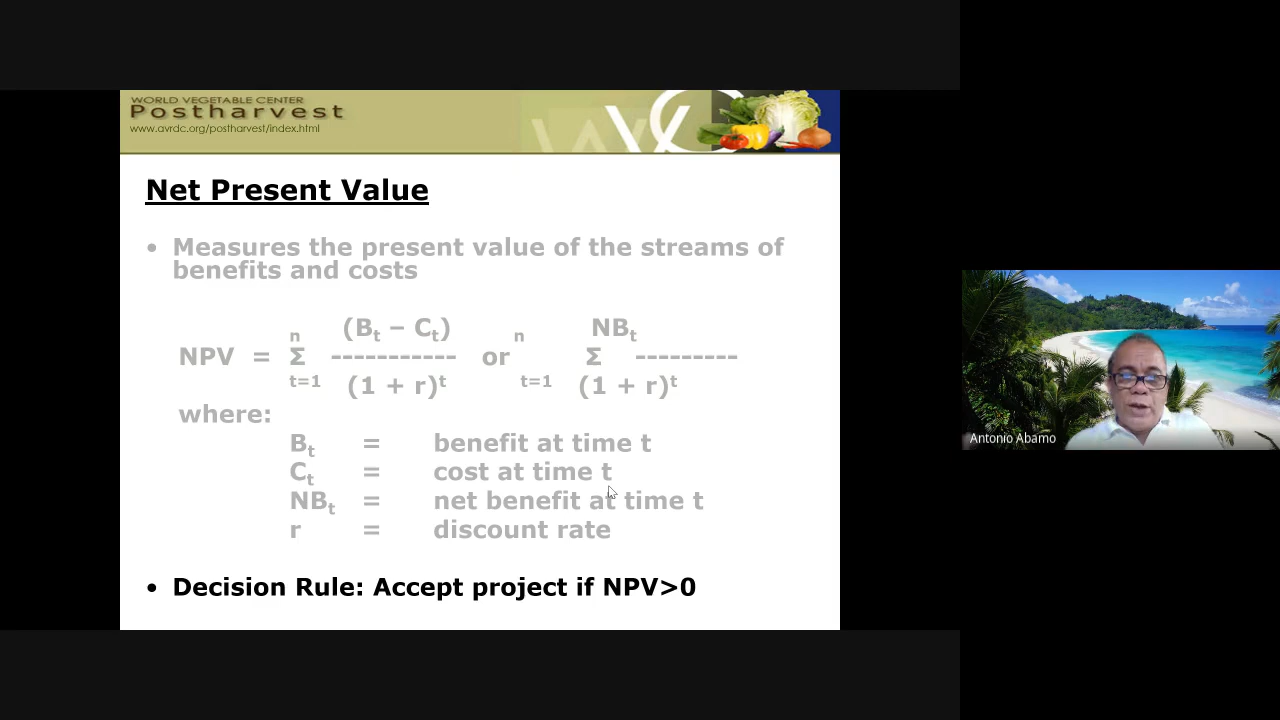 WORLD VEGETABLE CENTER
Postharvest
www.avrdc.org/postharvest/index.html
Net Present Value
• Measures the present value of the streams of
benefits and costs
n (Bt – Ct) n NBt
NPV = Σ ----------- or Σ ---------
t=1 (1 + r)t t=1 (1 + r)t
where:
Bt = benefit at time t
Ct = cost at time t
NBt = net benefit at time t
r = discount rate
• Decision Rule: Accept project if NPV>0
Antonio Abamo